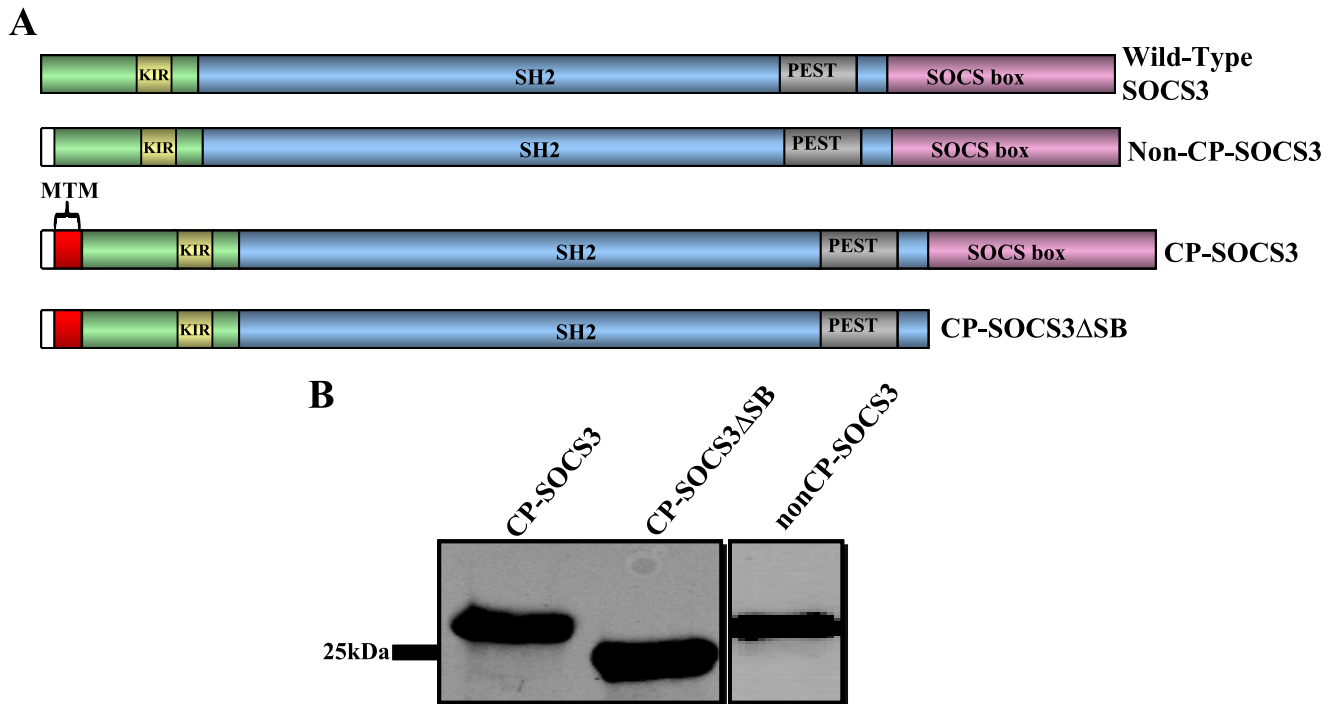 A
KIR SH2 PEST SOCS box Wild-Type
SOCS3
KIR SH2 PEST SOCS box Non-CP-SOCS3
MTM
KIR SH2 PEST SOCS box CP-SOCS3
KIR SH2 PEST CP-SOCS3ΔSB
B
CP-SOCS3
CP-SOCS3ΔSB
nonCP-SOCS3
25kDa